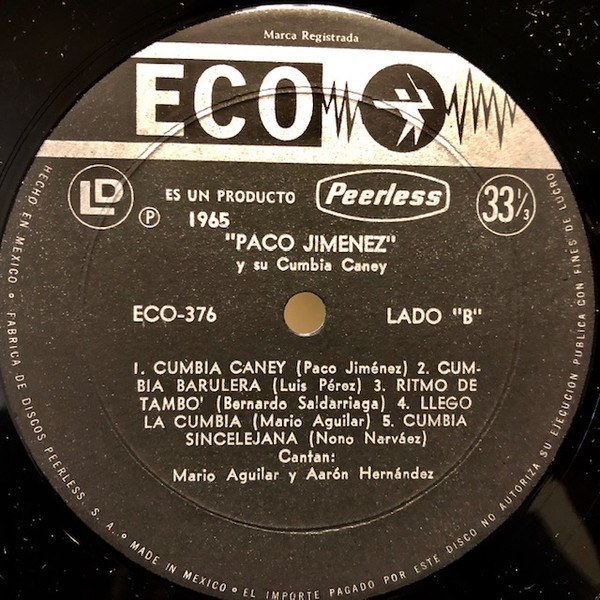 Marca Registrada
ECO
LD
ES UN PRODUCTO Peerless 33⅓
℗ 1965
"PACO JIMENEZ"
y su Cumbia Caney
ECO-376 LADO "B"
1. CUMBIA CANEY (Paco Jiménez) 2. CUM-
BIA BARULERA (Luis Pérez) 3. RITMO DE
TAMBO' (Bernardo Saldarriaga) 4. LLEGO
LA CUMBIA (Mario Aguilar) 5. CUMBIA
SINCELEJANA (Nono Narváez)
Cantan:
Mario Aguilar y Aarón Hernández
HECHO EN MEXICO • FABRICA DE DISCOS PEERLESS, S. A. • MADE IN MEXICO • EL IMPORTE PAGADO POR ESTE DISCO NO AUTORIZA SU EJECUCION PUBLICA CON FINES DE LUCRO